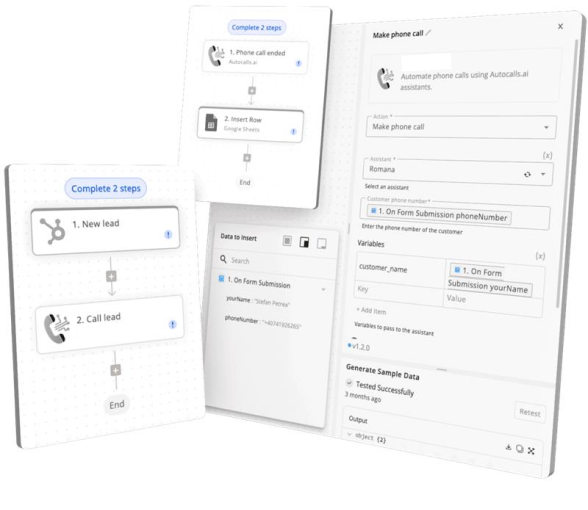 Complete 2 steps
1. Phone call ended
Autocalls.ai
2. Insert Row
Google Sheets
End
Complete 2 steps
1. New lead
2. Call lead
End
Data to insert
Search
1. On Form Submission
yourName : "Stefan Petrea"
phoneNumber : "+40741926263"
Make phone call
Automate phone calls using Autocalls.ai
assistants.
Action *
Make phone call
(x)
Assistant *
Romana
Select an assistant
Customer phone number*
1. On Form Submission phoneNumber
Enter the phone number of the customer
Variables
(x)
customer_name
1. On Form
Submission yourName
Key
Value
+ Add Item
Variables to pass to the assistant
v1.2.0
Generate Sample Data
Tested Successfully
3 months ago
Retest
Output
object {2}